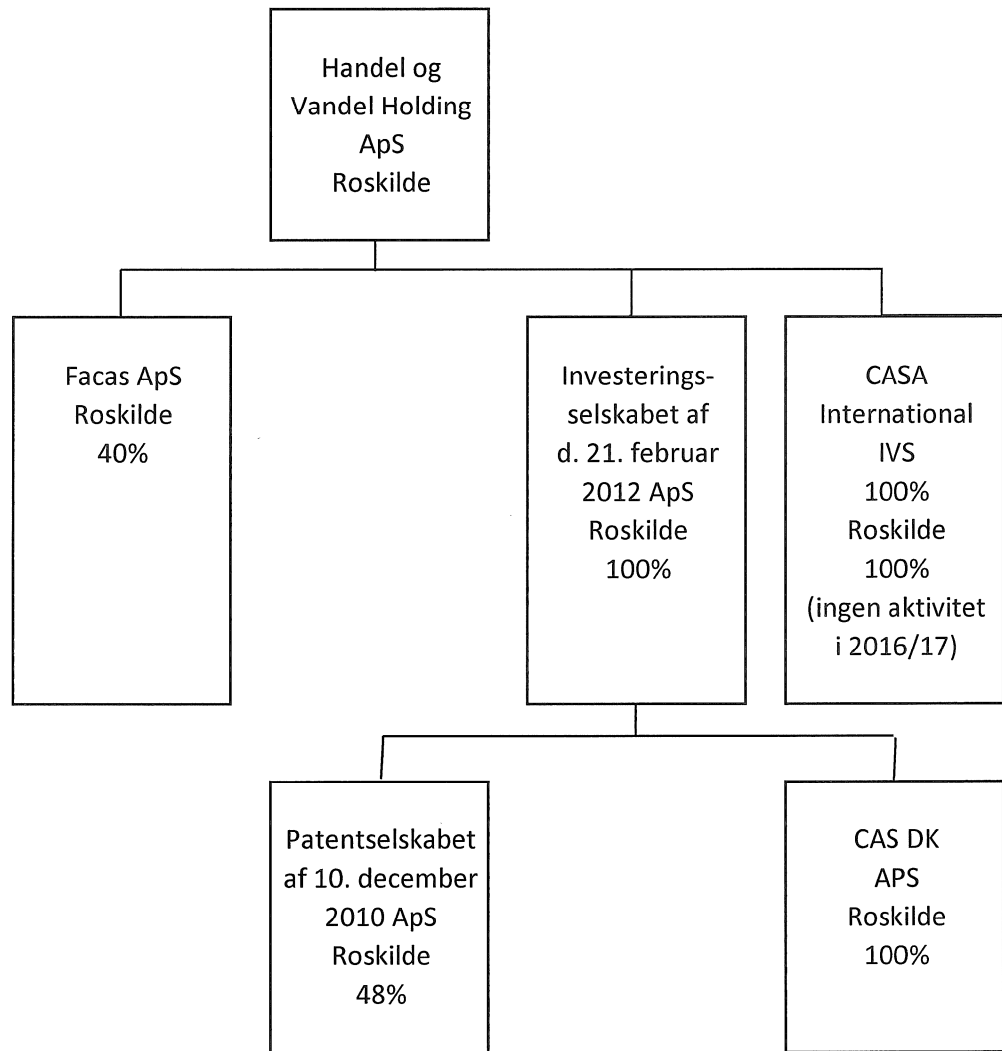 Handel og
Vandel Holding
ApS
Roskilde
Facas ApS
Roskilde
40%
Investerings-
selskabet af
d. 21. februar
2012 ApS
Roskilde
100%
CASA
International
IVS
100%
Roskilde
100%
(ingen aktivitet
i 2016/17)
Patentselskabet
af 10. december
2010 ApS
Roskilde
48%
CAS DK
APS
Roskilde
100%